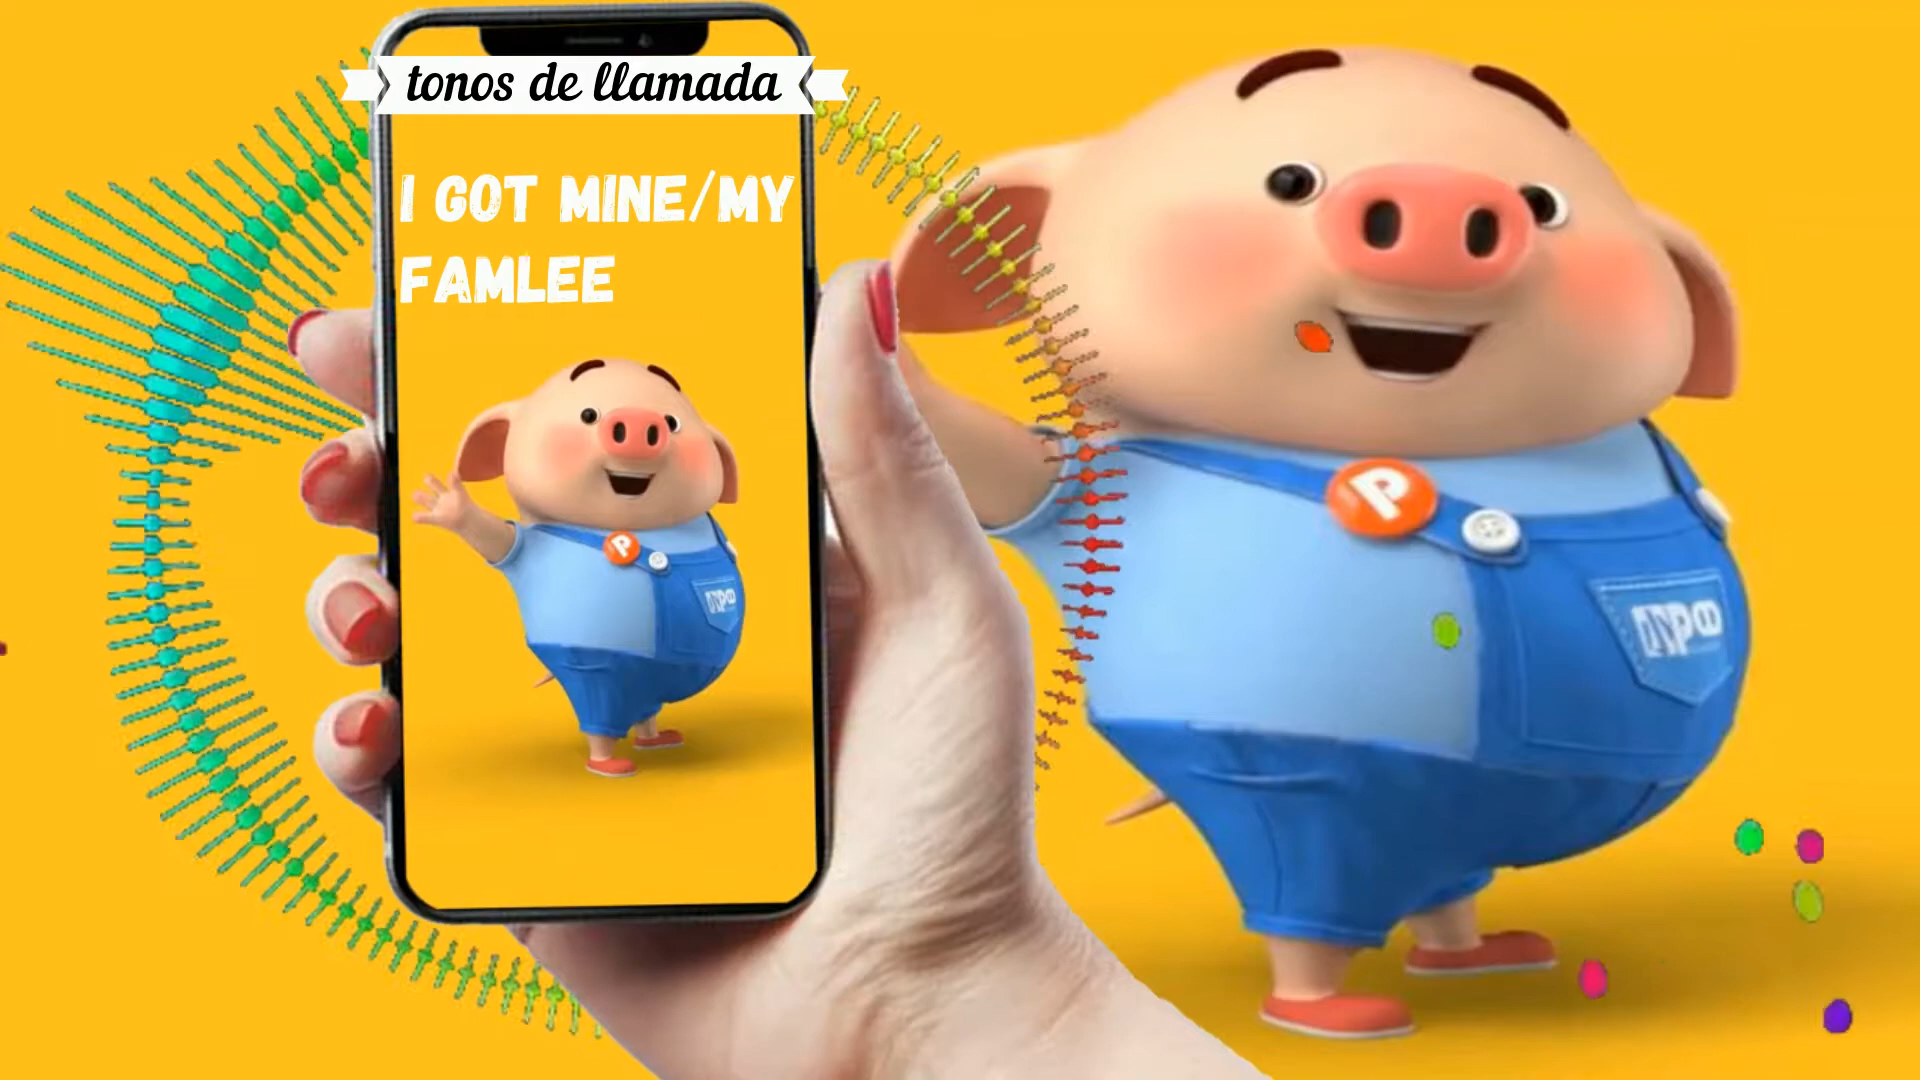 tonos de llamada
I GOT MINE/MY
FAMLEE
P
P